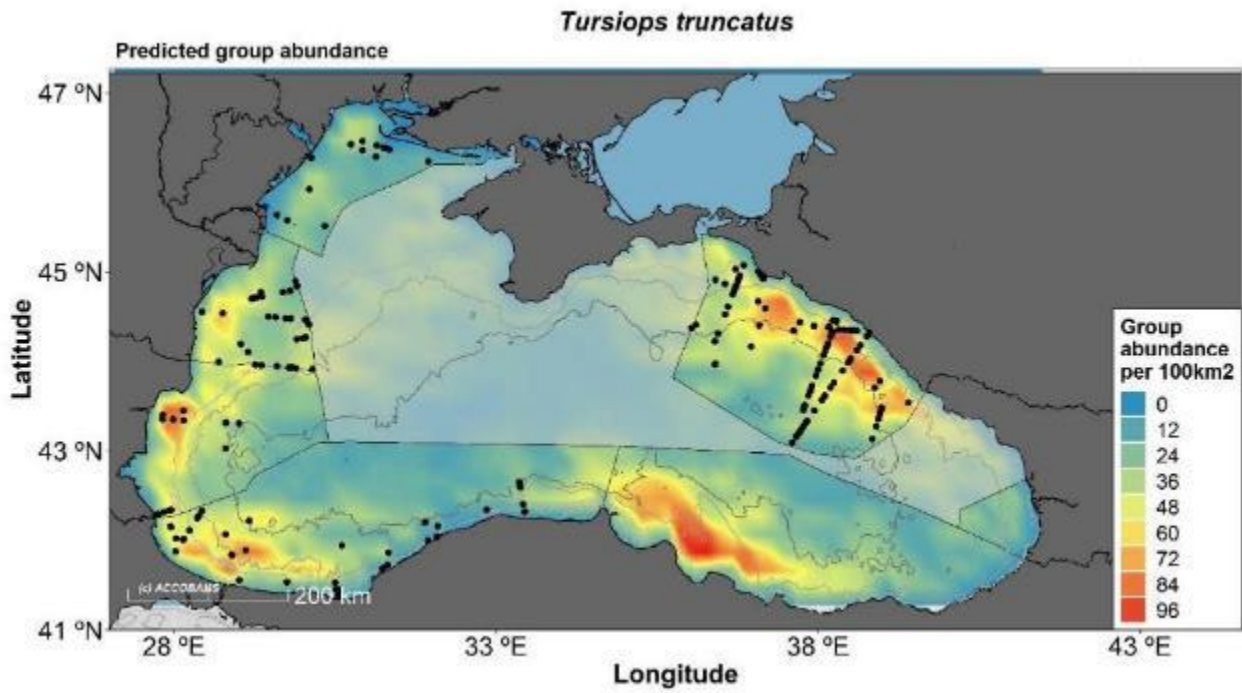 Tursiops truncatus
Predicted group abundance
47 ºN
45 ºN
43 ºN
41 ºN
Latitude
(c) ACCOBAMS
200 km
28 ºE
33 ºE
38 ºE
43 ºE
Longitude
Group
abundance
per 100km2
0
12
24
36
48
60
72
84
96